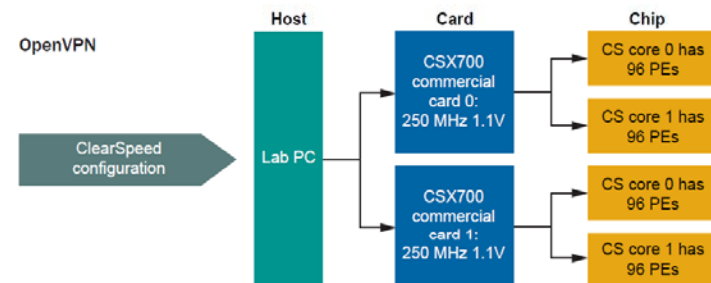 Host
Card
Chip
OpenVPN
ClearSpeed
configuration
Lab PC
CSX700
commercial
card 0:
250 MHz 1.1V
CSX700
commercial
card 1:
250 MHz 1.1V
CS core 0 has
96 PEs
CS core 1 has
96 PEs
CS core 0 has
96 PEs
CS core 1 has
96 PEs